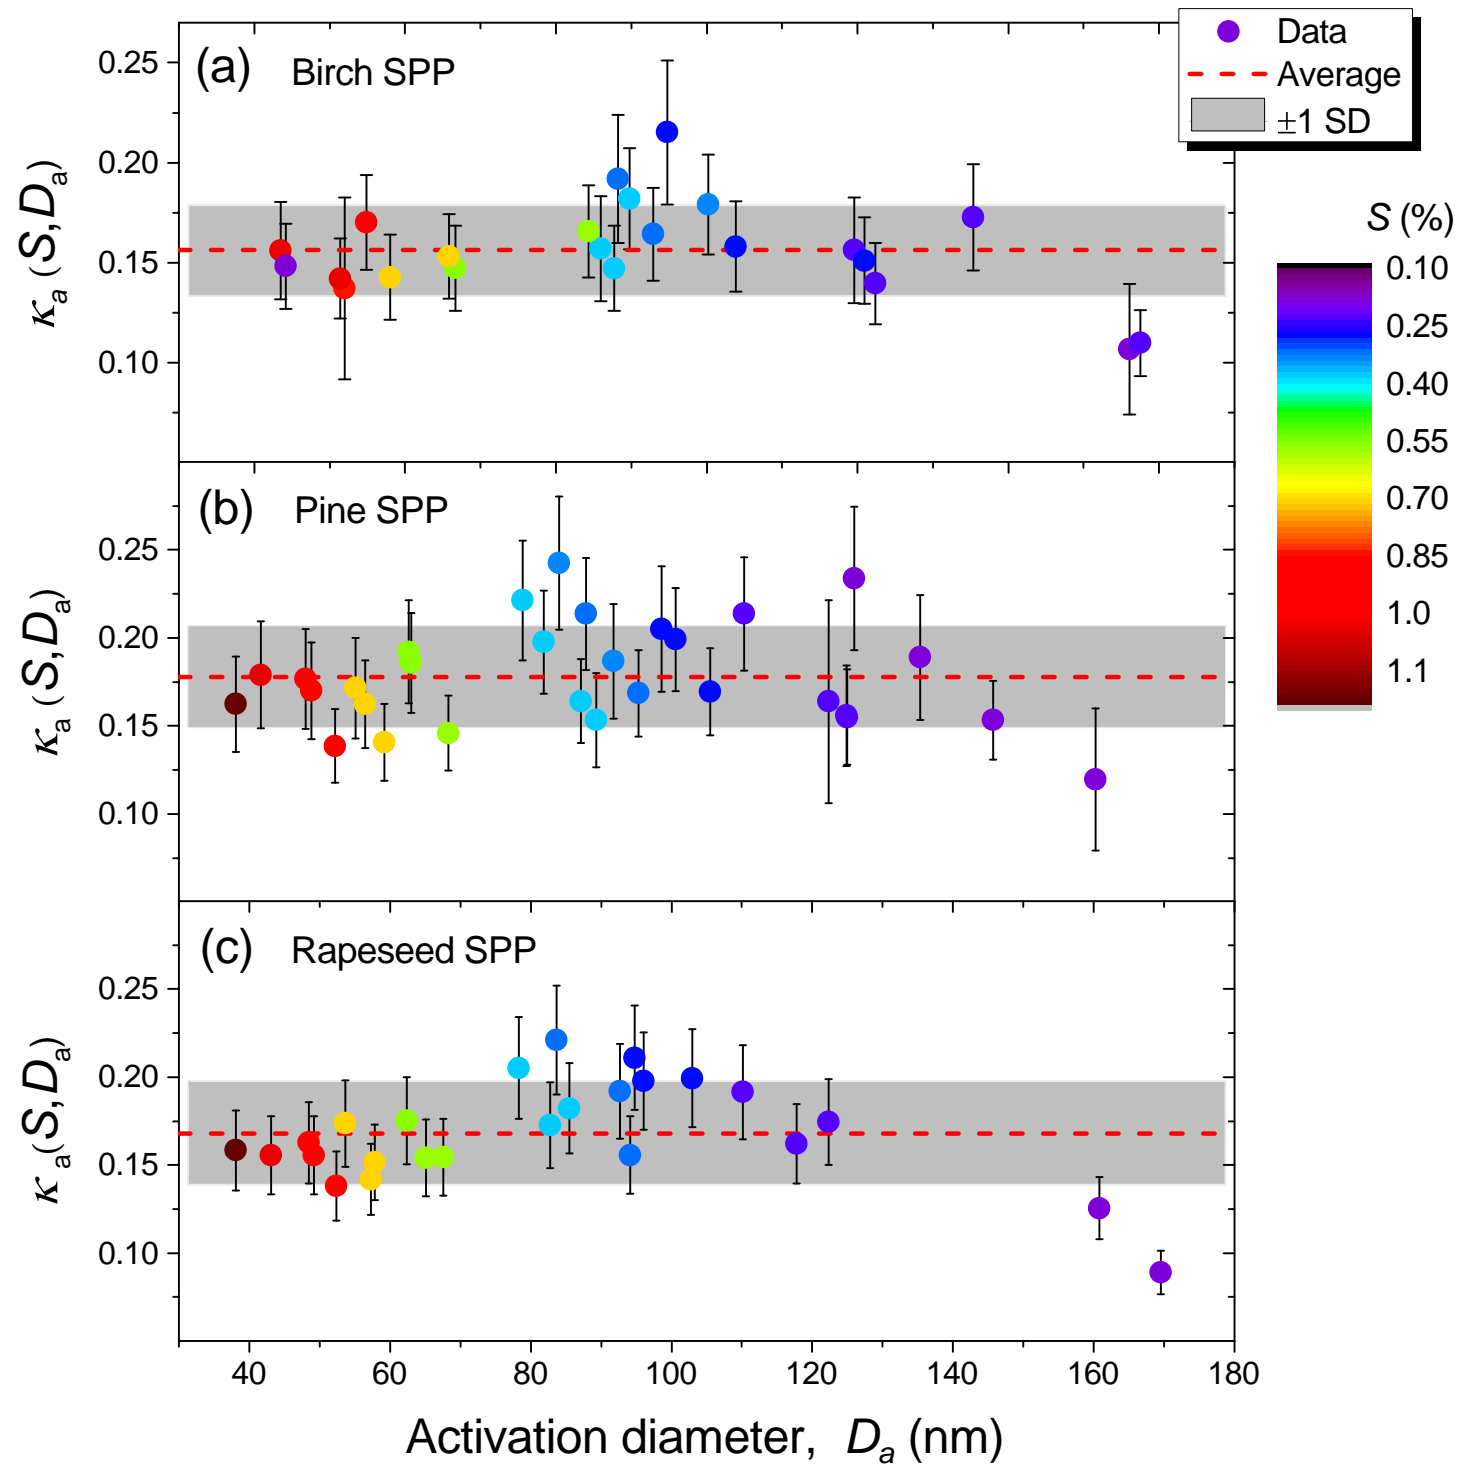 (a) Birch SPP
Data
Average
±1 SD
0.25
0.20
0.15
0.10
κa (S,Da)
S (%)
0.10
0.25
0.40
0.55
0.70
0.85
1.0
1.1
(b) Pine SPP
0.25
0.20
0.15
0.10
κa (S,Da)
(c) Rapeseed SPP
0.25
0.20
0.15
0.10
κa(S,Da)
40 60 80 100 120 140 160 180
Activation diameter, Da (nm)